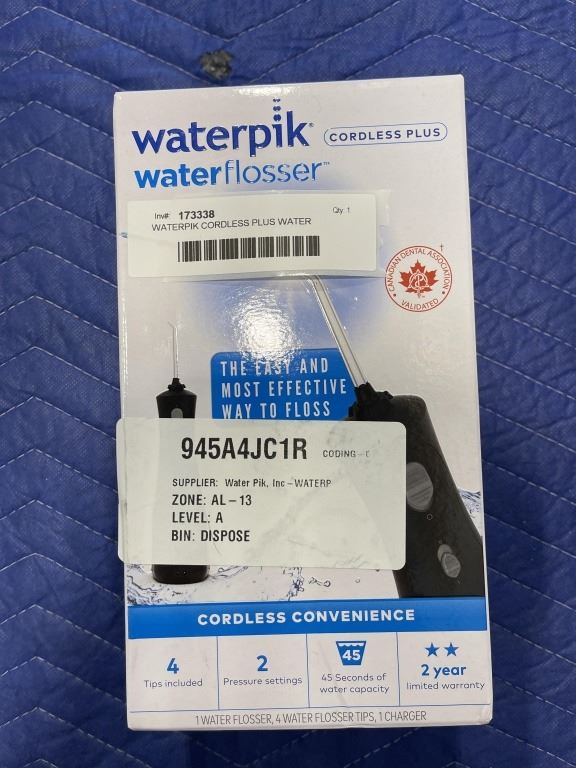 waterpik® CORDLESS PLUS
waterflosser™
Inv#: 173338 Qty: 1
WATERPIK CORDLESS PLUS WATER
CANADIAN DENTAL ASSOCIATION †
• VALIDATED •
THE EASY AND
MOST EFFECTIVE
WAY TO FLOSS
945A4JC1R CODING-
SUPPLIER: Water Pik, Inc-WATERP
ZONE: AL-13
LEVEL: A
BIN: DISPOSE
CORDLESS CONVENIENCE
4
Tips included
2
Pressure settings
45
45 Seconds of
water capacity
2 year
limited warranty
1 WATER FLOSSER, 4 WATER FLOSSER TIPS, 1 CHARGER